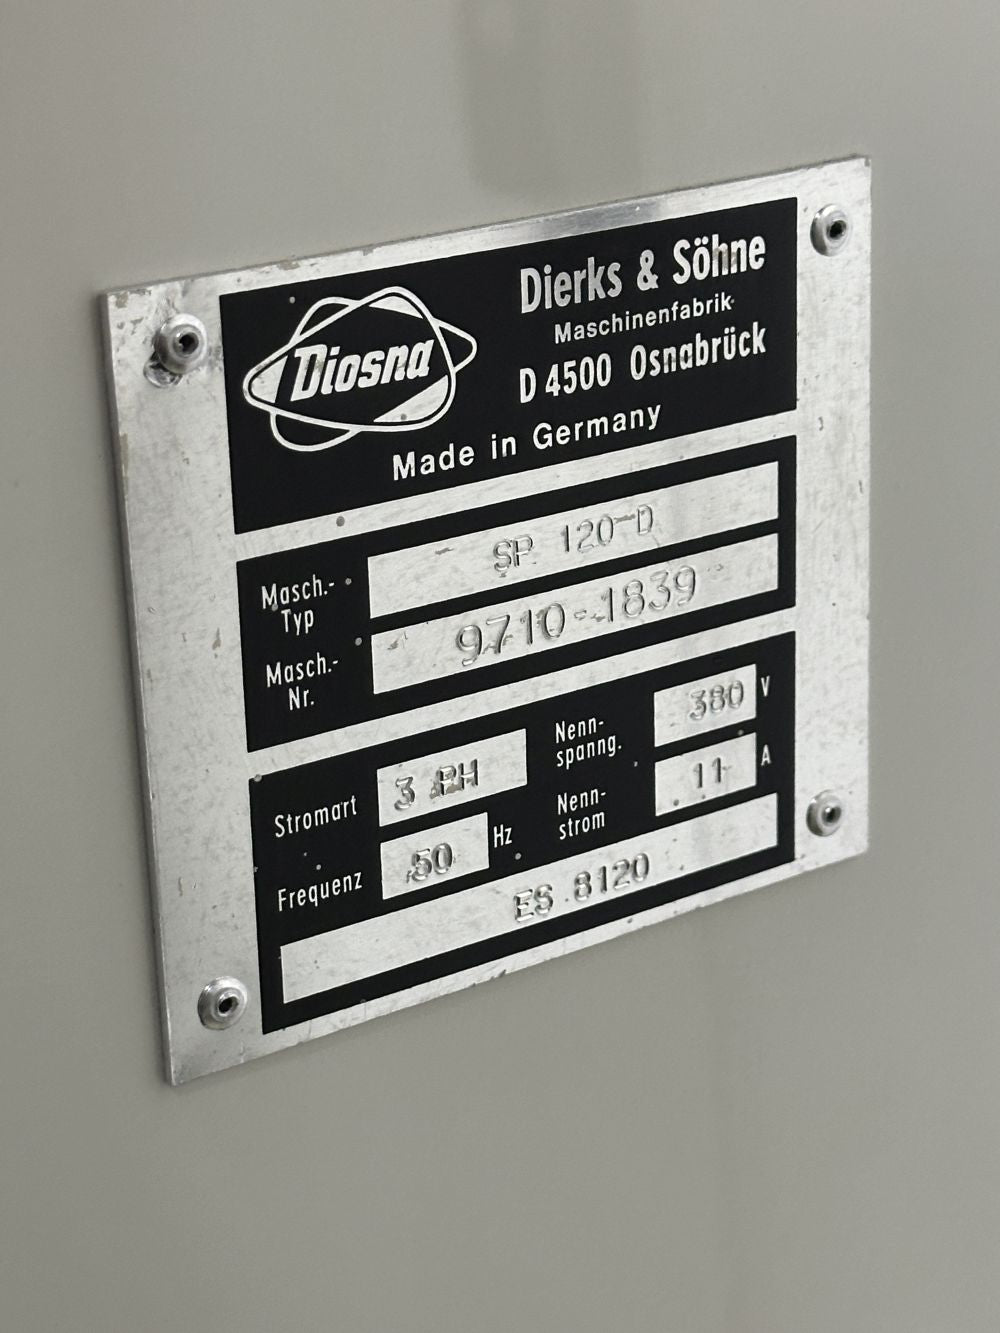 Diosna
Dierks & Söhne
Maschinenfabrik
D 4500 Osnabrück
Made in Germany
Masch.-
Typ
SP 120-D
Masch.-
Nr.
9710-1839
Stromart
3 PH
Nenn-
spanng.
380 V
Frequenz
50 Hz
Nenn-
strom
11 A
ES 8120